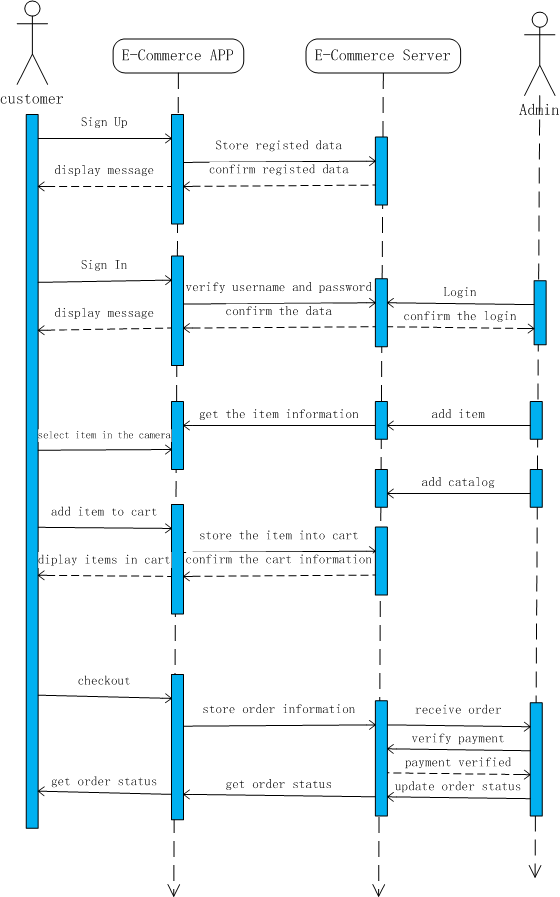 E-Commerce APP
E-Commerce Server
customer
Admin
Sign Up
Store registed data
display message
confirm registed data
Sign In
verify username and password
Login
display message
confirm the data
confirm the login
get the item information
add item
select item in the camera
add catalog
add item to cart
store the item into cart
diplay items in cart
confirm the cart information
checkout
store order information
receive order
verify payment
payment verified
get order status
get order status
update order status